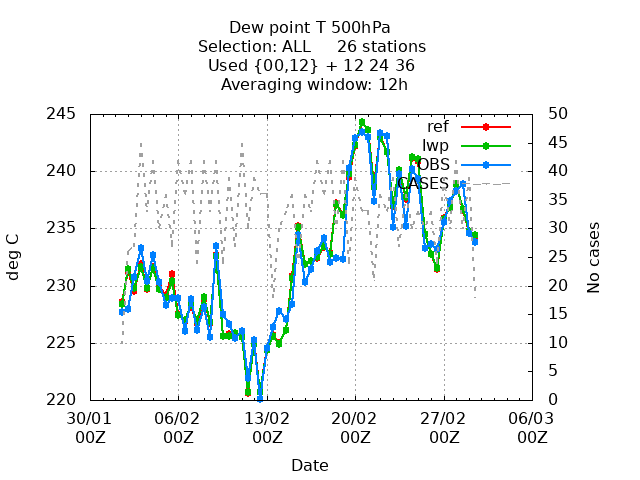 Dew point T 500hPa
Selection: ALL 26 stations
Used {00,12} + 12 24 36
Averaging window: 12h
245 50
ref 45
240 lwp 40
OBS
CASES 35
235 30
25
230 20
15
225 10
5
220 0
30/01 06/02 13/02 20/02 27/02 06/03
00Z 00Z 00Z 00Z 00Z 00Z
Date
deg C
No cases